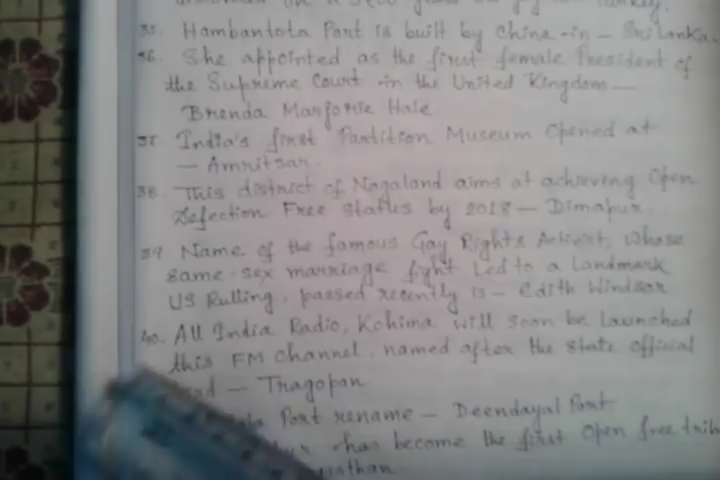 35. Hambantota Port is built by China in - Sri Lanka.
36. She appointed as the first female President of
the Supreme Court in the United Kingdom —
Brenda Marjorie Hale
37. India's first Partition Museum Opened at
— Amritsar.
38. This district of Nagaland aims at achieving Open
Defection Free Status by 2018 — Dimapur.
39 Name of the famous Gay Rights Activist, whose
same-sex marriage fight led to a landmark
US Rulling, passed recently is - Edith Windsor
40. All India Radio, Kohima will soon be launched
this FM Channel, named after the state official
— Tragopan
Port rename — Deendayal Port
has become the first Open free